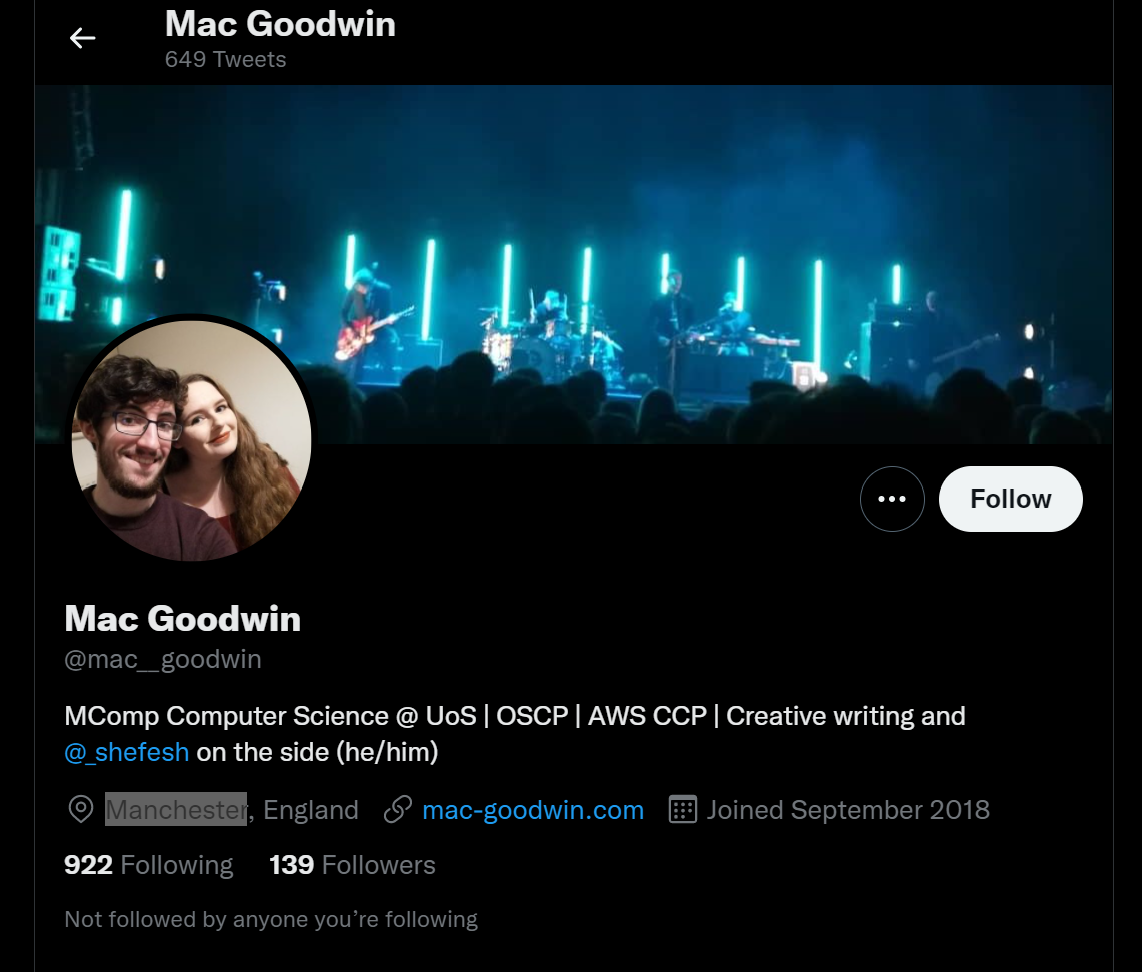 Mac Goodwin
649 Tweets
Follow
Mac Goodwin
@mac__goodwin
MComp Computer Science @ UoS | OSCP | AWS CCP | Creative writing and
@_shefesh on the side (he/him)
Manchester, England mac-goodwin.com Joined September 2018
922 Following 139 Followers
Not followed by anyone you’re following